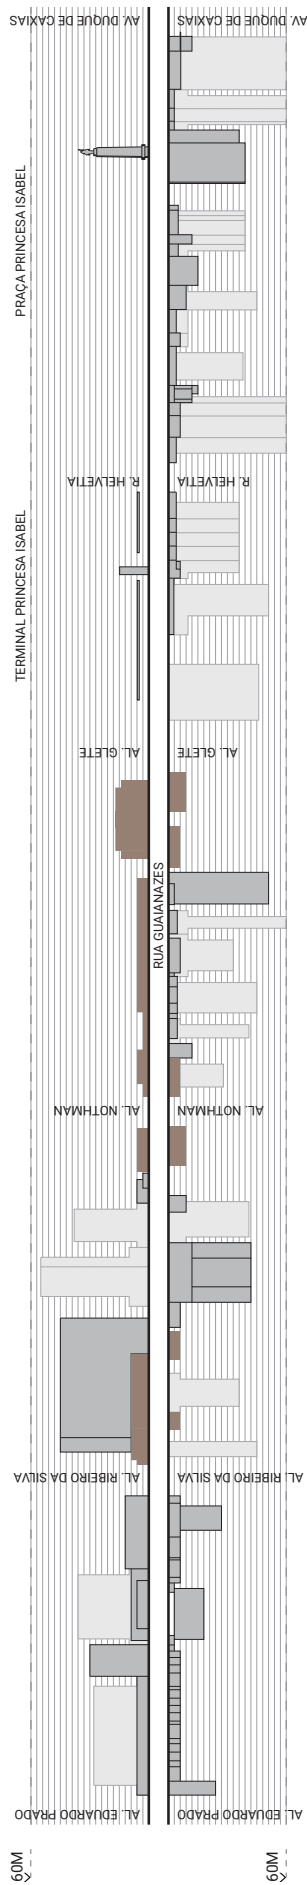 AV. DUQUE DE CAXIAS
AV. DUQUE DE CAXIAS
PRAÇA PRINCESA ISABEL
R. HELVETIA
R. HELVETIA
TERMINAL PRINCESA ISABEL
AL. GLETE
AL. GLETE
RUA GUAIANAZES
AL. NOTHMAN
AL. NOTHMAN
AL. RIBEIRO DA SILVA
AL. RIBEIRO DA SILVA
AL. EDUARDO PRADO
AL. EDUARDO PRADO
60M
60M